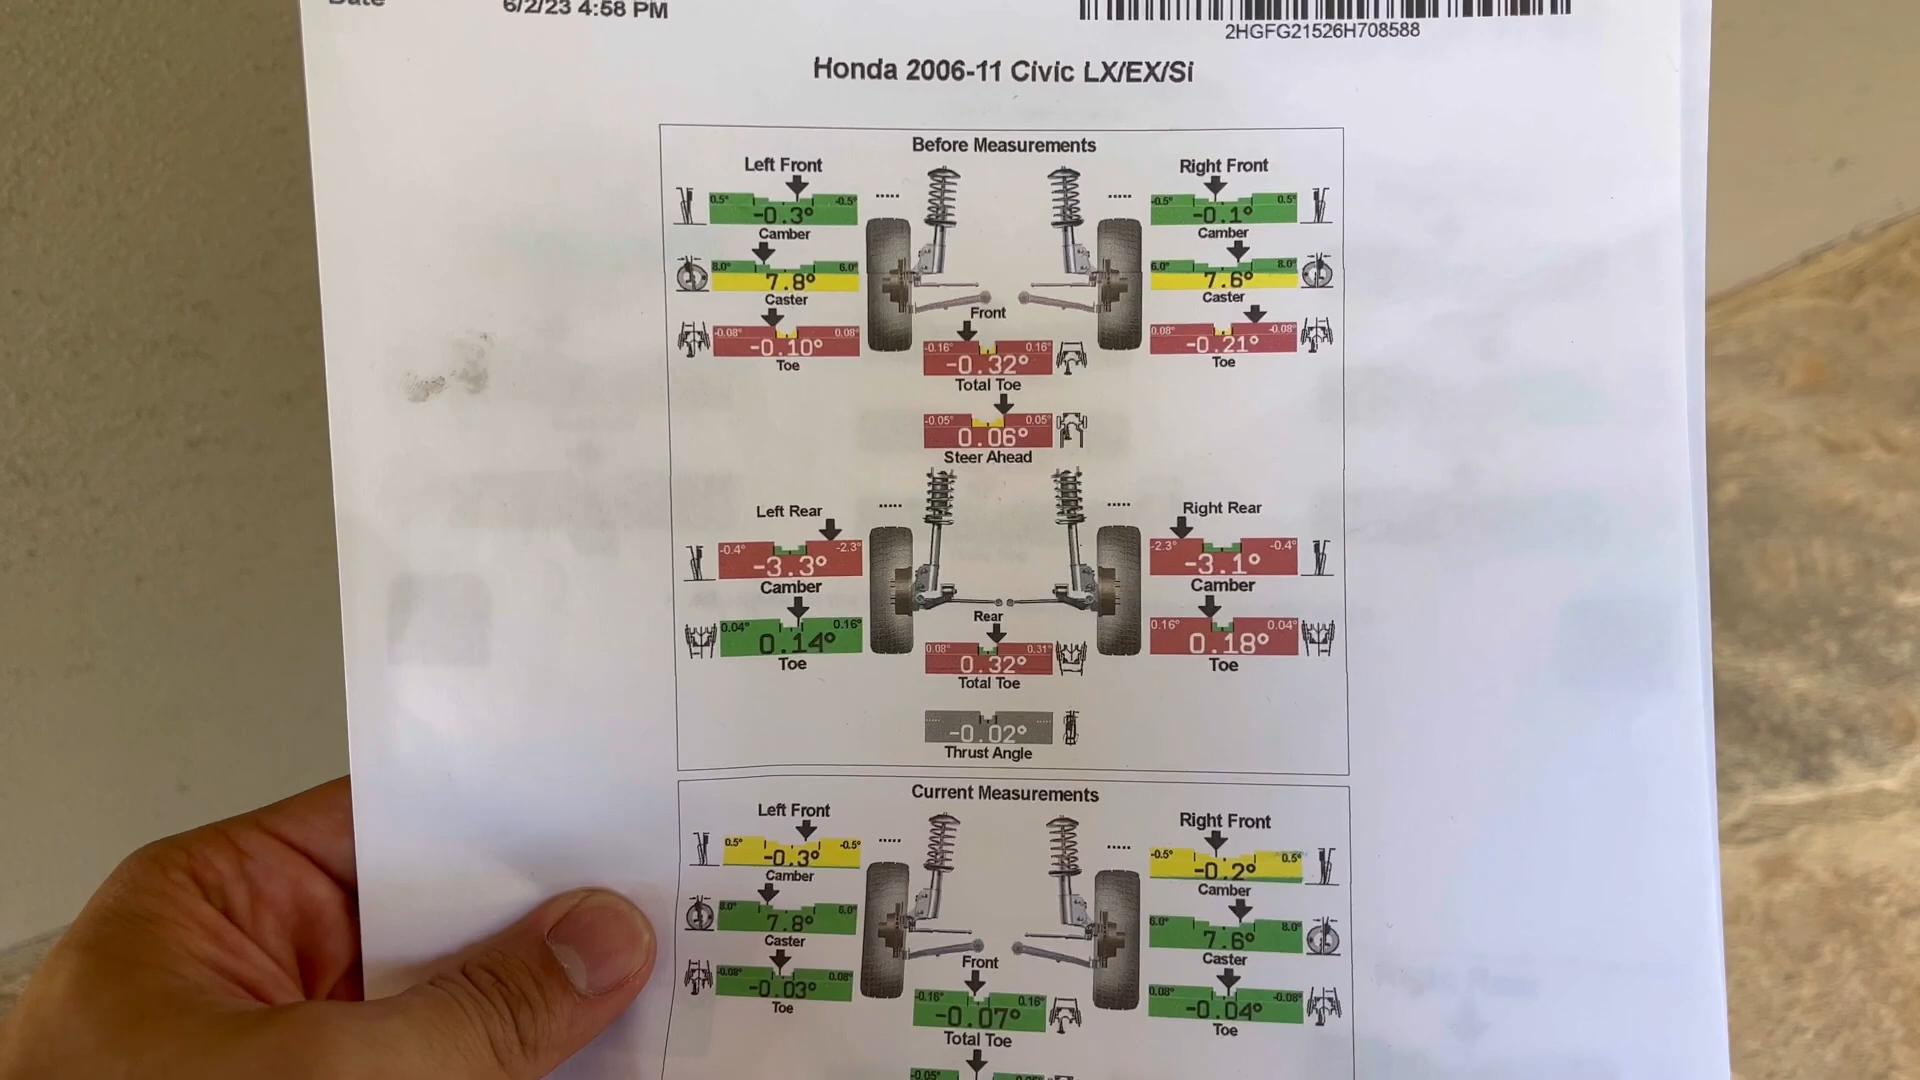 Date 6/2/23 4:58 PM
2HGFG21526H708588
Honda 2006-11 Civic LX/EX/Si
Before Measurements
Left Front Right Front
0.5° -0.5° ..... ..... -0.5° 0.5°
-0.3° -0.1°
Camber Camber
8.0° 6.0° 6.0° 8.0°
7.8° 7.6°
Caster Caster
Front
-0.08° 0.08° 0.08° -0.08°
-0.10° -0.21°
Toe Toe
-0.16° 0.16°
-0.32°
Total Toe
-0.05° 0.05°
0.06°
Steer Ahead
Left Rear ..... ..... Right Rear
-0.4° -2.3° -2.3° -0.4°
-3.3° -3.1°
Camber Camber
Rear
0.04° 0.16° 0.16° 0.04°
0.14° 0.18°
Toe Toe
0.08° 0.31°
0.32°
Total Toe
..... .....
-0.02°
Thrust Angle
Current Measurements
Left Front Right Front
0.5° -0.5° ..... ..... -0.5° 0.5°
-0.3° -0.2°
Camber Camber
8.0° 6.0° 6.0° 8.0°
7.8° 7.6°
Caster Caster
Front
-0.08° 0.08° 0.08° -0.08°
-0.03° -0.04°
Toe Toe
-0.16° 0.16°
-0.07°
Total Toe
-0.05° 0.05°